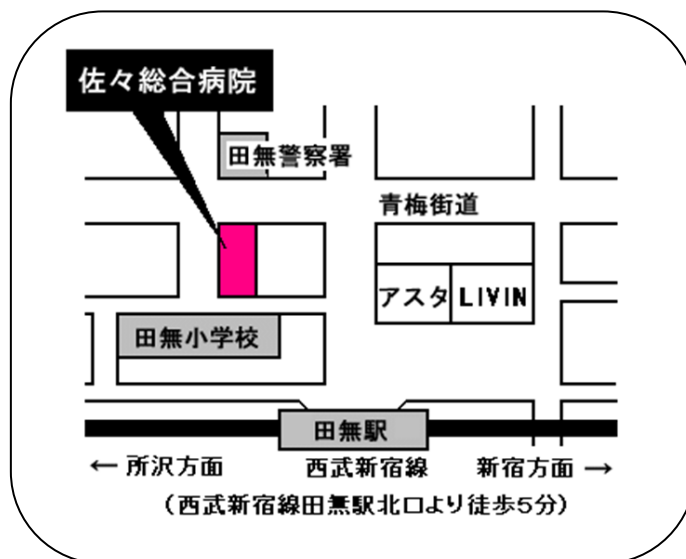 佐々総合病院
田無警察署
青梅街道
アスタ
LIVIN
田無小学校
田無駅
← 所沢方面
西武新宿線
新宿方面 →
(西武新宿線田無駅北口より徒歩5分)